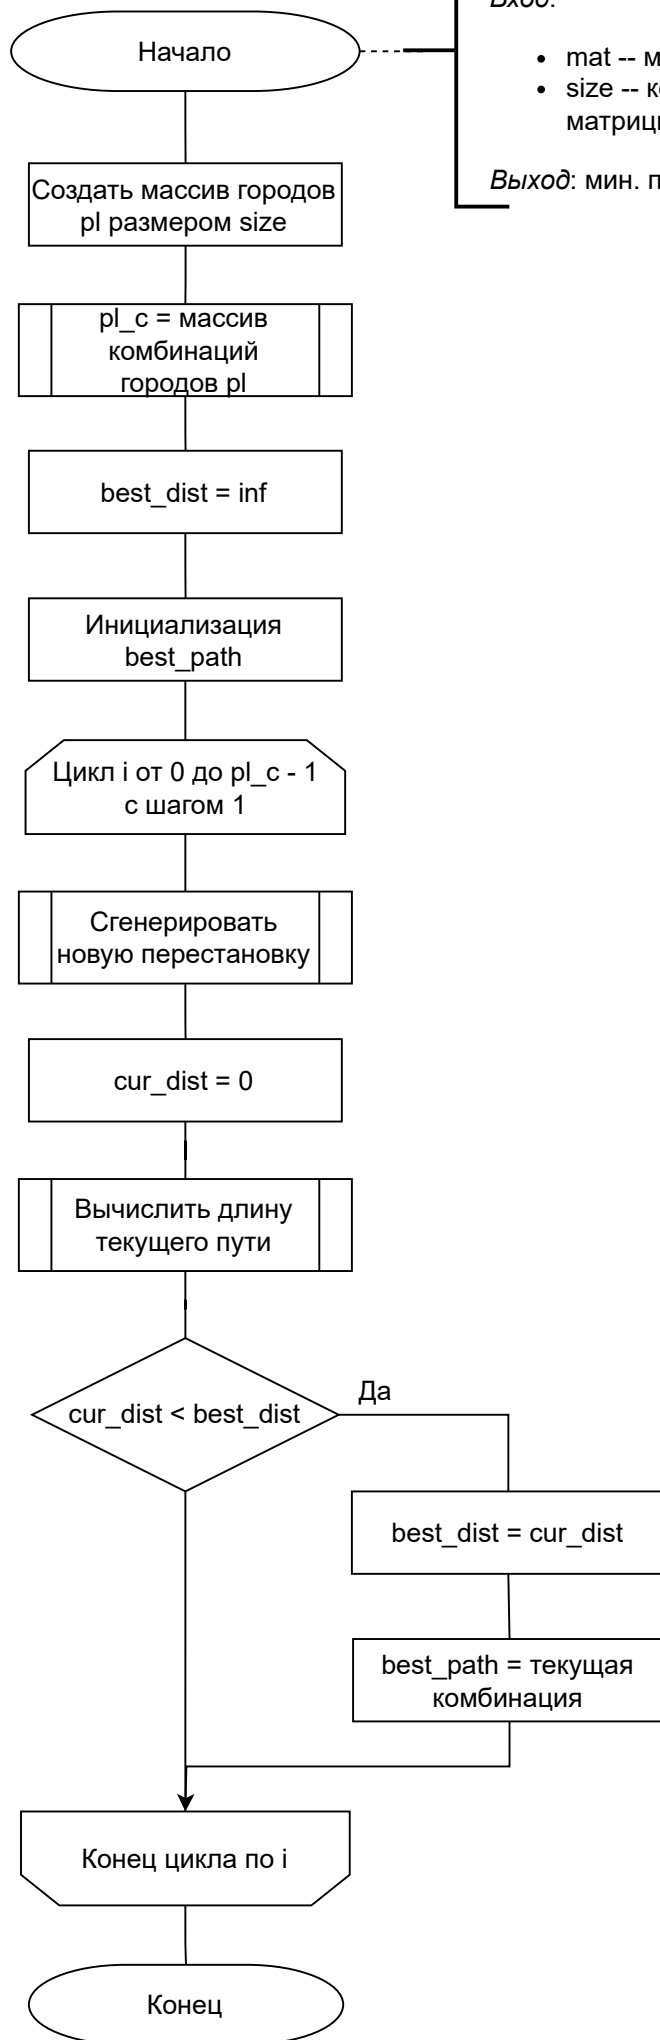 Начало
Вход:
• mat -- м
• size -- к
матриц
Выход: мин. п
Создать массив городов
pl размером size
pl_c = массив
комбинаций
городов pl
best_dist = inf
Инициализация
best_path
Цикл i от 0 до pl_c - 1
с шагом 1
Сгенерировать
новую перестановку
cur_dist = 0
Вычислить длину
текущего пути
cur_dist < best_dist
Да
best_dist = cur_dist
best_path = текущая
комбинация
Конец цикла по i
Конец